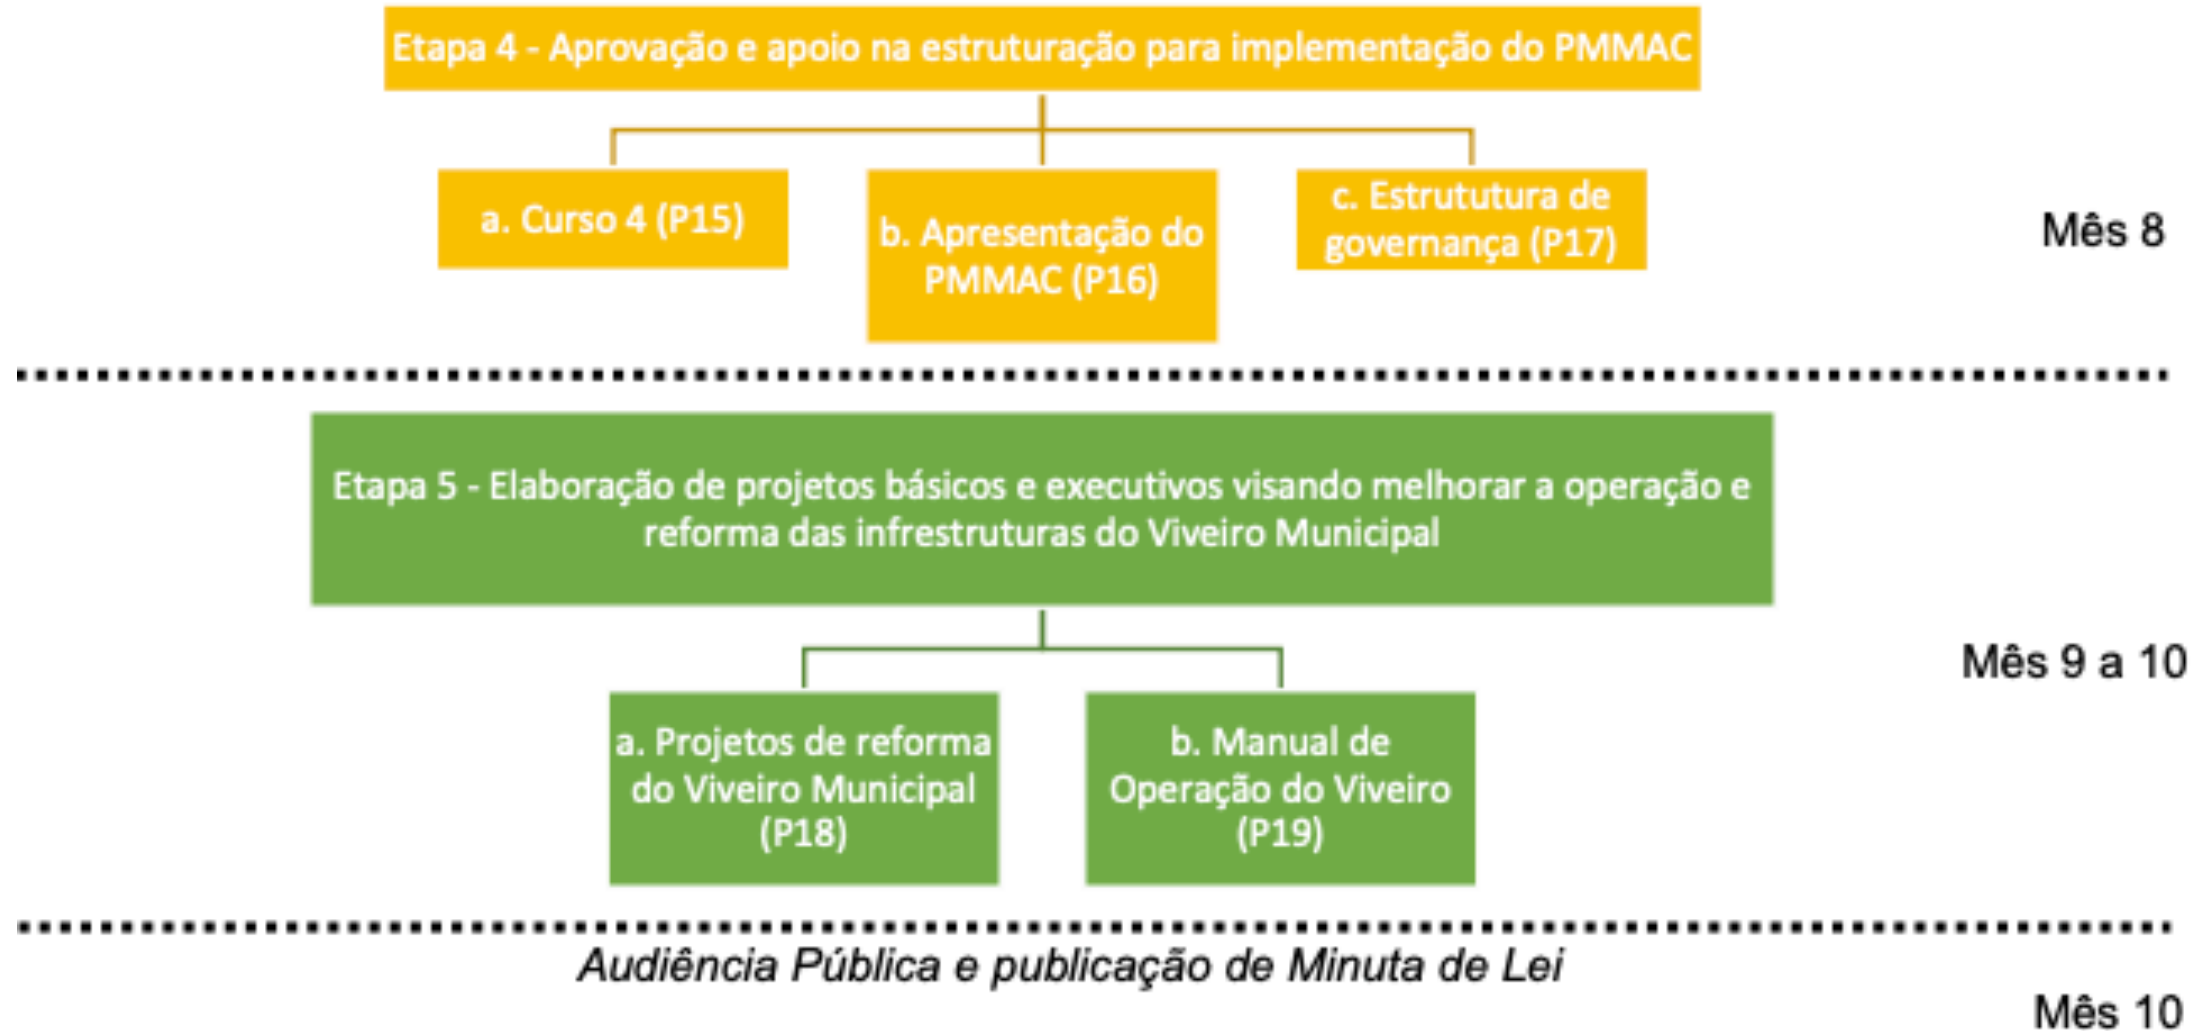 Etapa 4 - Aprovação e apoio na estruturação para implementação do PMMAC
a. Curso 4 (P15)
b. Apresentação do
PMMAC (P16)
c. Estrututura de
governança (P17)
Mês 8
Etapa 5 - Elaboração de projetos básicos e executivos visando melhorar a operação e
reforma das infrestruturas do Viveiro Municipal
Mês 9 a 10
a. Projetos de reforma
do Viveiro Municipal
(P18)
b. Manual de
Operação do Viveiro
(P19)
Audiência Pública e publicação de Minuta de Lei
Mês 10